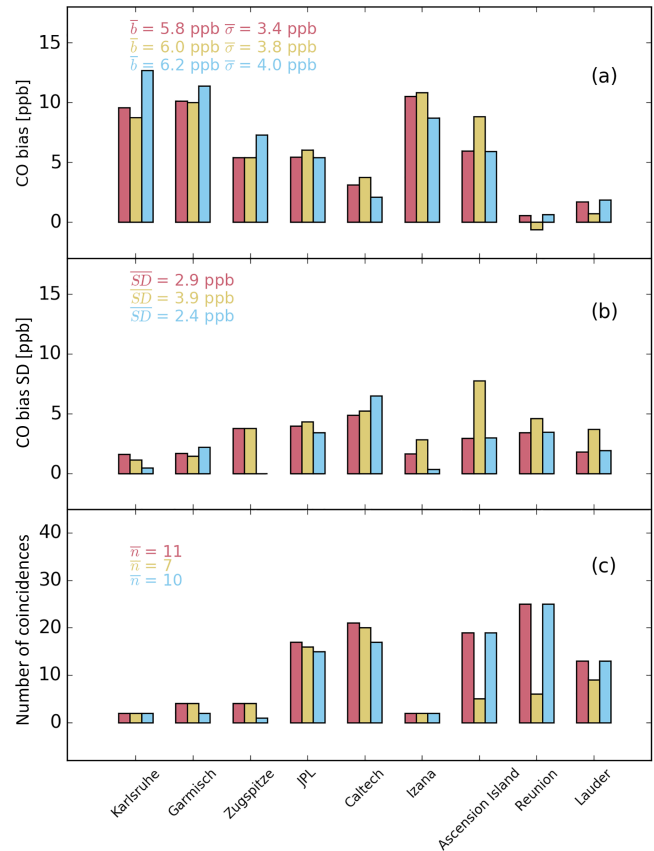 b̅ = 5.8 ppb σ̅ = 3.4 ppb
b̅ = 6.0 ppb σ̅ = 3.8 ppb
b̅ = 6.2 ppb σ̅ = 4.0 ppb
(a)
CO bias [ppb]
15
10
5
0
S̅D̅ = 2.9 ppb
S̅D̅ = 3.9 ppb
S̅D̅ = 2.4 ppb
(b)
CO bias SD [ppb]
15
10
5
0
n̅ = 11
n̅ = 7
n̅ = 10
(c)
Number of coincidences
40
30
20
10
0
Karlsruhe
Garmisch
Zugspitze
JPL
Caltech
Izana
Ascension Island
Reunion
Lauder